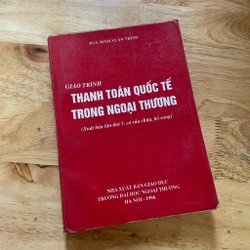 PGS. ĐINH XUÂN TRÌNH
GIÁO TRÌNH
THANH TOÁN QUỐC TẾ
TRONG NGOẠI THƯƠNG
(Xuất bản lần thứ 5, có sửa chữa, bổ sung)
NHÀ XUẤT BẢN GIÁO DỤC
TRƯỜNG ĐẠI HỌC NGOẠI THƯƠNG
HÀ NỘI - 1996